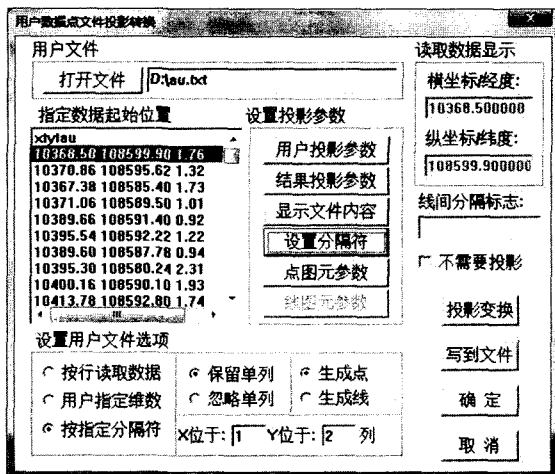 用户数据点文件投影转换
用户文件
打开文件 D:\au.txt
指定数据起始位置
x|y|au
10368.50 108599.90 1.76
10370.86 108595.62 1.32
10367.38 108585.40 1.73
10371.06 108589.50 1.01
10389.66 108591.40 0.92
10395.54 108592.22 1.22
10389.60 108587.78 0.94
10395.30 108580.24 2.31
10400.16 108590.10 1.93
10413.78 108592.80 1.74
设置投影参数
用户投影参数
结果投影参数
显示文件内容
设置分隔符
点图元参数
线图元参数
读取数据显示
横坐标/经度:
10368.500000
纵坐标/纬度:
108599.900000
线间分隔标志:
不需要投影
投影变换
写到文件
确 定
取 消
设置用户文件选项
按行读取数据
用户指定维数
按指定分隔符
保留单列
忽略单列
生成点
生成线
X位于: 1 Y位于: 2 列